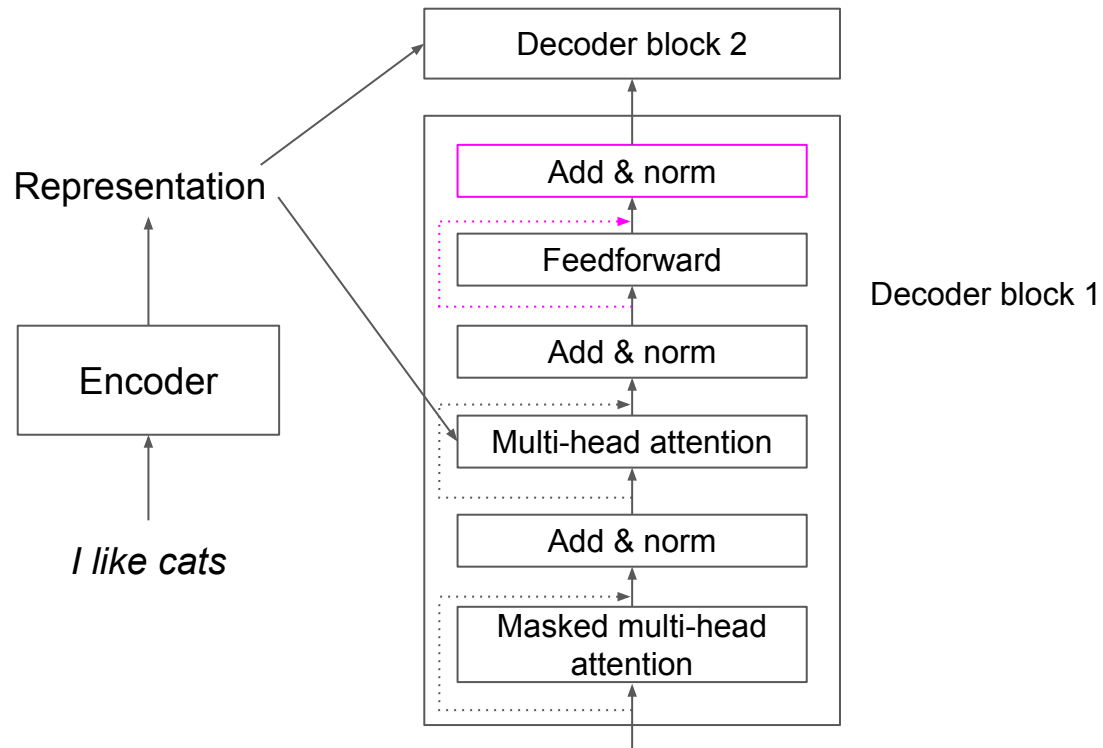 Decoder block 2
Add & norm
Representation
Feedforward
Decoder block 1
Add & norm
Encoder
Multi-head attention
Add & norm
I like cats
Masked multi-head
attention